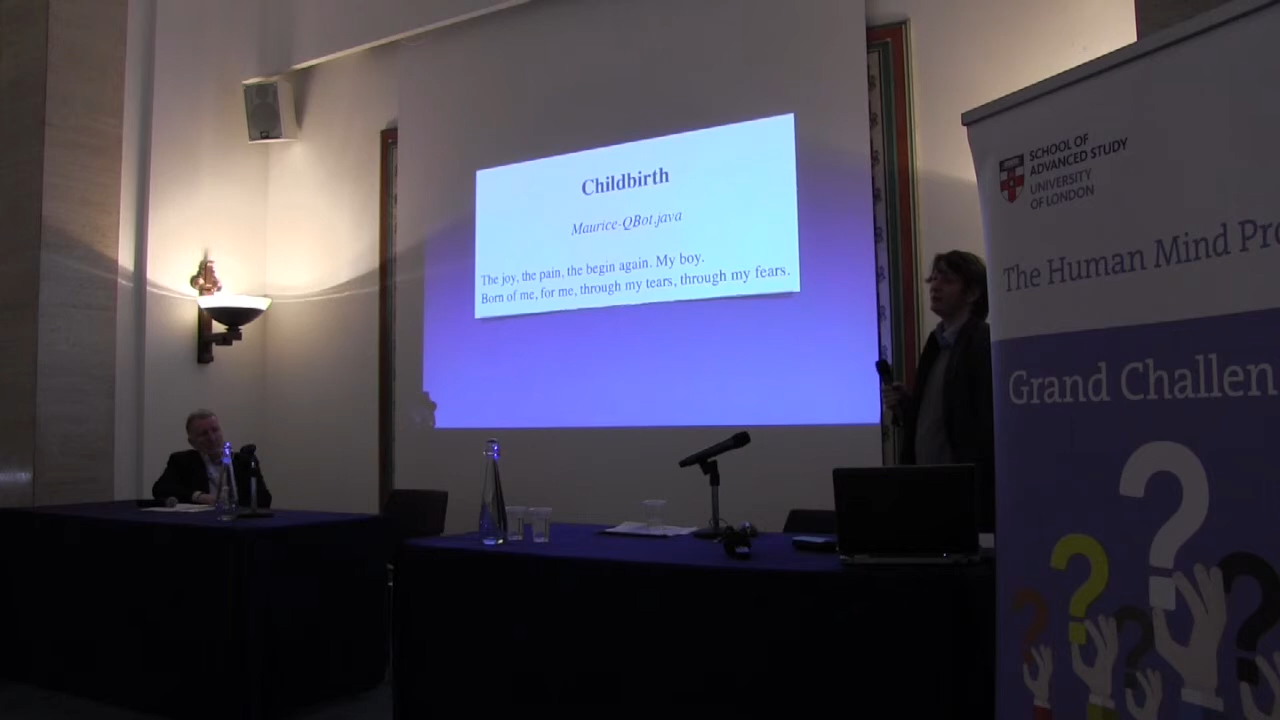 Childbirth
Maurice-QBot.java
The joy, the pain, the begin again. My boy.
Born of me, for me, through my tears, through my fears.
SCHOOL OF
ADVANCED STUDY
UNIVERSITY
OF LONDON
The Human Mind Pro
Grand Challen